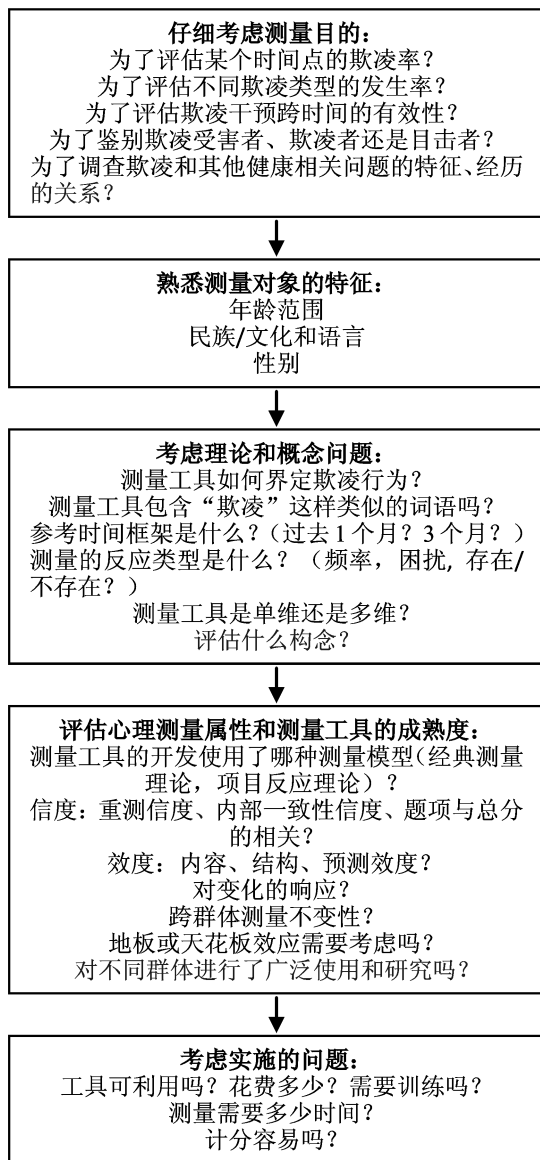 仔细考虑测量目的：
为了评估某个时间点的欺凌率？
为了评估不同欺凌类型的发生率？
为了评估欺凌干预跨时间的有效性？
为了鉴别欺凌受害者、欺凌者还是目击者？
为了调查欺凌和其他健康相关问题的特征、经历
的关系？
熟悉测量对象的特征：
年龄范围
民族/文化和语言
性别
考虑理论和概念问题：
测量工具如何界定欺凌行为？
测量工具包含“欺凌”这样类似的词语吗？
参考时间框架是什么？（过去 1 个月？3 个月？）
测量的反应类型是什么？（频率，困扰, 存在/
不存在？）
测量工具是单维还是多维？
评估什么构念？
评估心理测量属性和测量工具的成熟度：
测量工具的开发使用了哪种测量模型（经典测量
理论，项目反应理论）？
信度：重测信度、内部一致性信度、题项与总分
的相关？
效度：内容、结构、预测效度？
对变化的响应？
跨群体测量不变性？
地板或天花板效应需要考虑吗？
对不同群体进行了广泛使用和研究吗？
考虑实施的问题：
工具可利用吗？花费多少？需要训练吗？
测量需要多少时间？
计分容易吗？